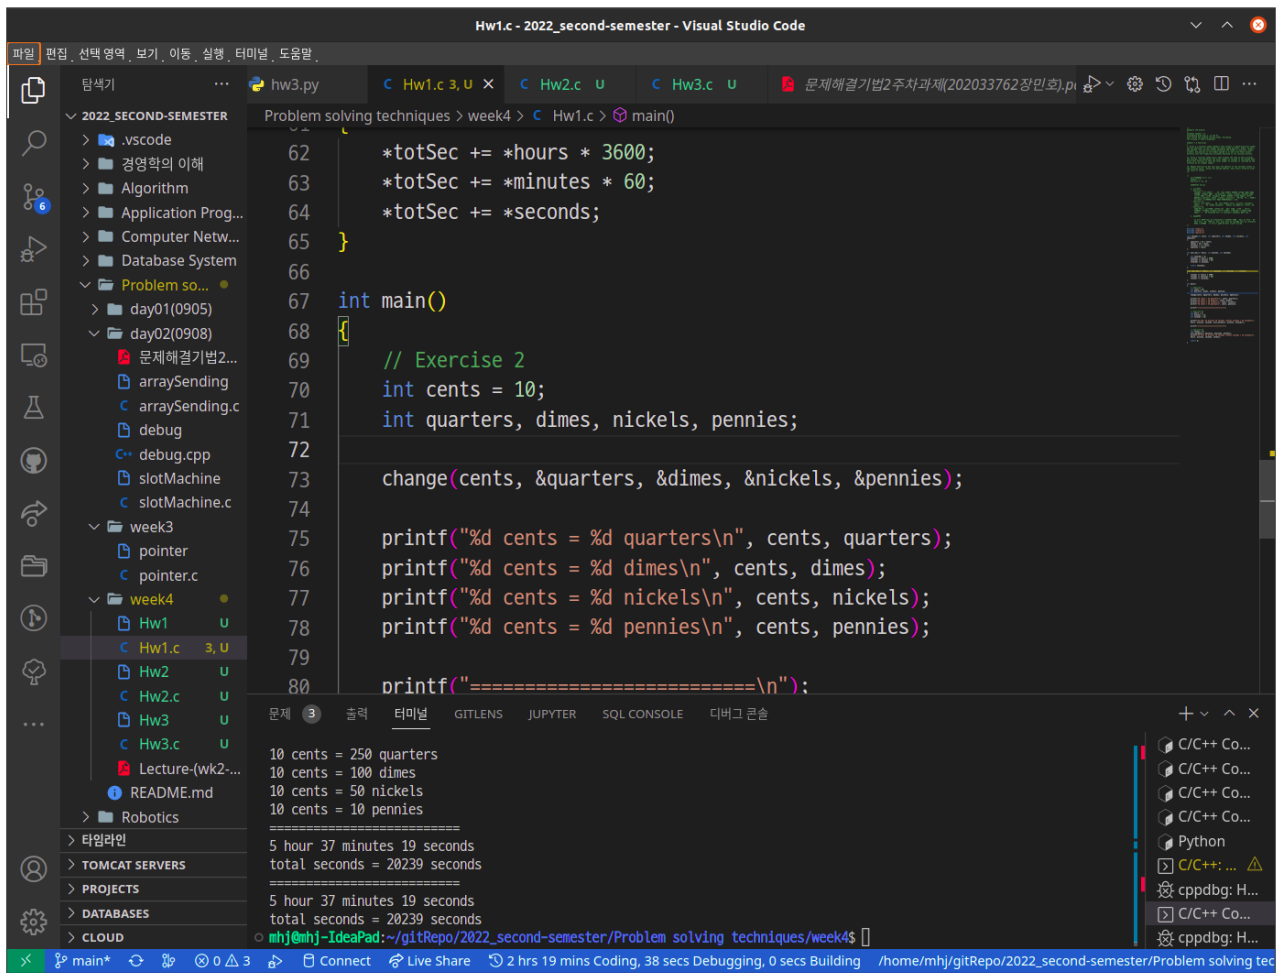 Hw1.c - 2022_second-semester - Visual Studio Code
파일 편집 선택 영역 보기 이동 실행 터미널 도움말
탐색기 ···
hw3.py
C Hw1.c 3, U
C Hw2.c U
C Hw3.c U
문제해결기법2주차과제(202033762장민호).p
Problem solving techniques > week4 > C Hw1.c > main()
2022_SECOND-SEMESTER
.vscode
경영학의 이해
Algorithm
Application Prog...
Computer Netw...
Database System
Problem so...
day01(0905)
day02(0908)
문제해결기법2...
arraySending
C arraySending.c
debug
C++ debug.cpp
slotMachine
C slotMachine.c
week3
pointer
C pointer.c
week4
Hw1 U
C Hw1.c 3, U
Hw2 U
C Hw2.c U
Hw3 U
C Hw3.c U
Lecture-(wk2-...
README.md
Robotics
타임라인
TOMCAT SERVERS
PROJECTS
DATABASES
CLOUD
6
61 {
62 *totSec += *hours * 3600;
63 *totSec += *minutes * 60;
64 *totSec += *seconds;
65 }
66
67 int main()
68 {
69 // Exercise 2
70 int cents = 10;
71 int quarters, dimes, nickels, pennies;
72
73 change(cents, &quarters, &dimes, &nickels, &pennies);
74
75 printf("%d cents = %d quarters\n", cents, quarters);
76 printf("%d cents = %d dimes\n", cents, dimes);
77 printf("%d cents = %d nickels\n", cents, nickels);
78 printf("%d cents = %d pennies\n", cents, pennies);
79
80 printf("==========================\n");
문제 3 출력 터미널 GITLENS JUPYTER SQL CONSOLE 디버그 콘솔
10 cents = 250 quarters
10 cents = 100 dimes
10 cents = 50 nickels
10 cents = 10 pennies
==========================
5 hour 37 minutes 19 seconds
total seconds = 20239 seconds
==========================
5 hour 37 minutes 19 seconds
total seconds = 20239 seconds
mhj@mhj-IdeaPad:~/gitRepo/2022_second-semester/Problem solving techniques/week4$
C/C++ Co...
C/C++ Co...
C/C++ Co...
C/C++ Co...
Python
C/C++: ...
cppdbg: H...
C/C++ Co...
cppdbg: H...
main* 0 3 Connect Live Share 2 hrs 19 mins Coding, 38 secs Debugging, 0 secs Building /home/mhj/gitRepo/2022_second-semester/Problem solving tec